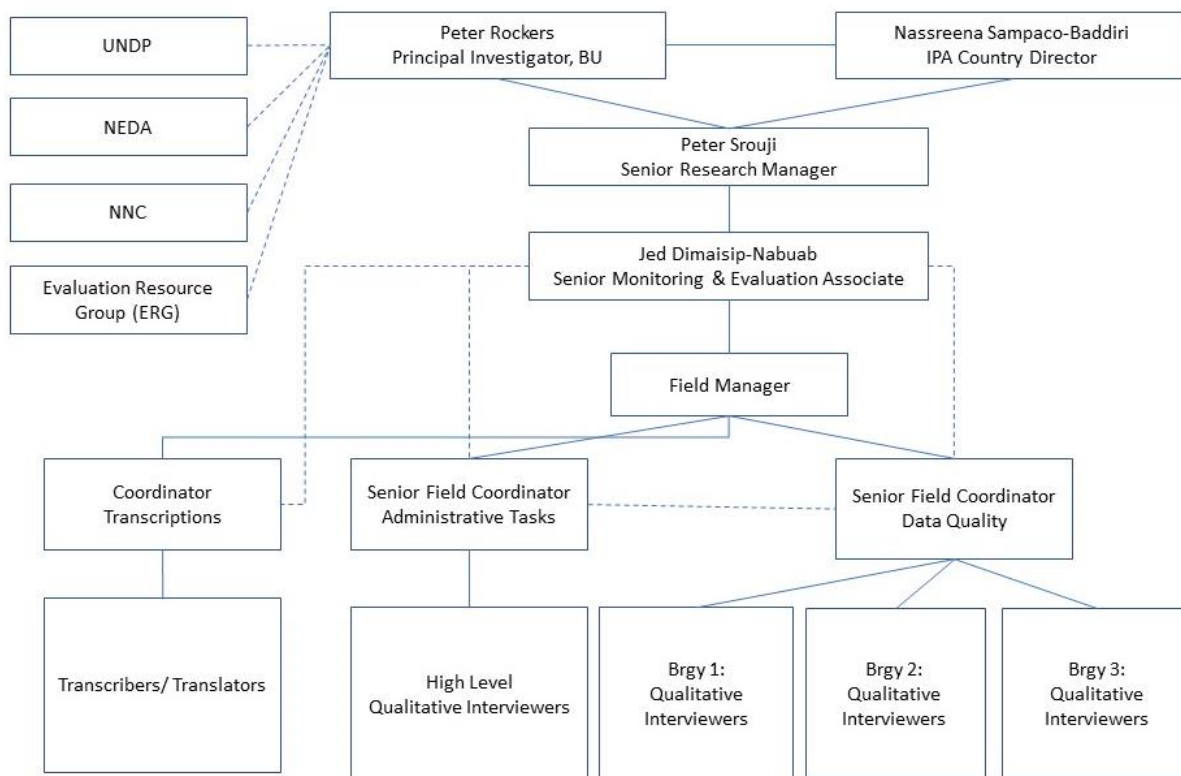 UNDP
Peter Rockers
Principal Investigator, BU
Nassreena Sampaco-Baddiri
IPA Country Director
NEDA
Peter Srouji
Senior Research Manager
NNC
Jed Dimaisip-Nabuab
Senior Monitoring & Evaluation Associate
Evaluation Resource
Group (ERG)
Field Manager
Coordinator
Transcriptions
Senior Field Coordinator
Administrative Tasks
Senior Field Coordinator
Data Quality
Transcribers/ Translators
High Level
Qualitative Interviewers
Brgy 1:
Qualitative
Interviewers
Brgy 2:
Qualitative
Interviewers
Brgy 3:
Qualitative
Interviewers